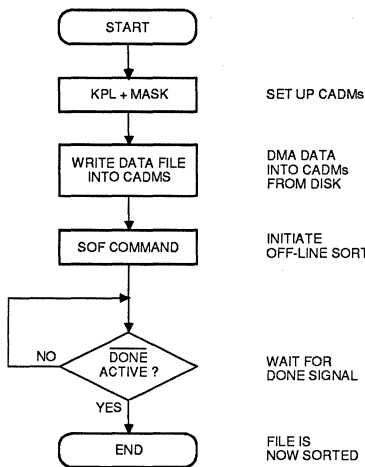 START
KPL + MASK
SET UP CADMs
WRITE DATA FILE
INTO CADMS
DMA DATA
INTO CADMs
FROM DISK
SOF COMMAND
INITIATE
OFF-LINE SORT
NO
DONE
ACTIVE ?
WAIT FOR
DONE SIGNAL
YES
END
FILE IS
NOW SORTED